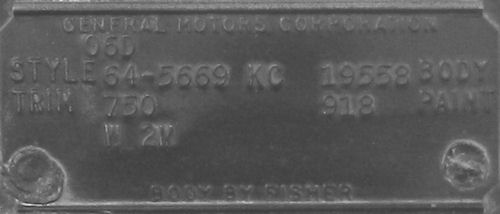 GENERAL MOTORS CORPORATION
06D
STYLE 64-5669 KC 19558 BODY
TRIM 750 918 PAINT
W 2W
BODY BY FISHER